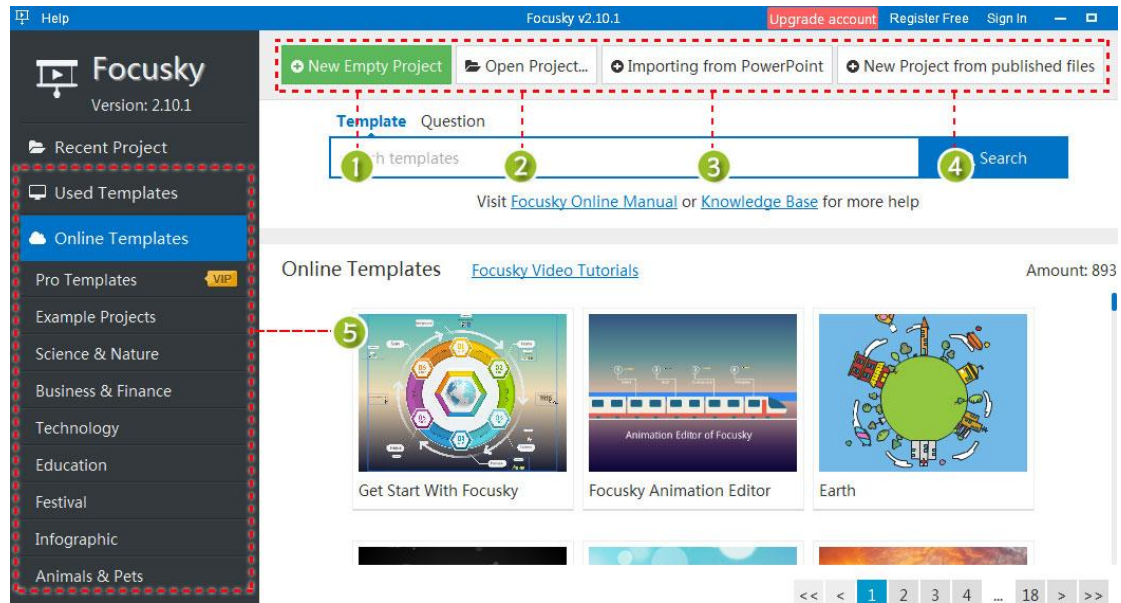 Help
Focusky v2.10.1
Upgrade account
Register Free
Sign In
Focusky
Version: 2.10.1
Recent Project
Used Templates
Online Templates
Pro Templates
VIP
Example Projects
Science & Nature
Business & Finance
Technology
Education
Festival
Infographic
Animals & Pets
New Empty Project
Open Project...
Importing from PowerPoint
New Project from published files
Template Question
templates
Search
1
2
3
4
Visit Focusky Online Manual or Knowledge Base for more help
Online Templates
Focusky Video Tutorials
Amount: 893
5
Animation Editor of Focusky
Get Start With Focusky
Focusky Animation Editor
Earth
<< < 1 2 3 4 ... 18 > >>